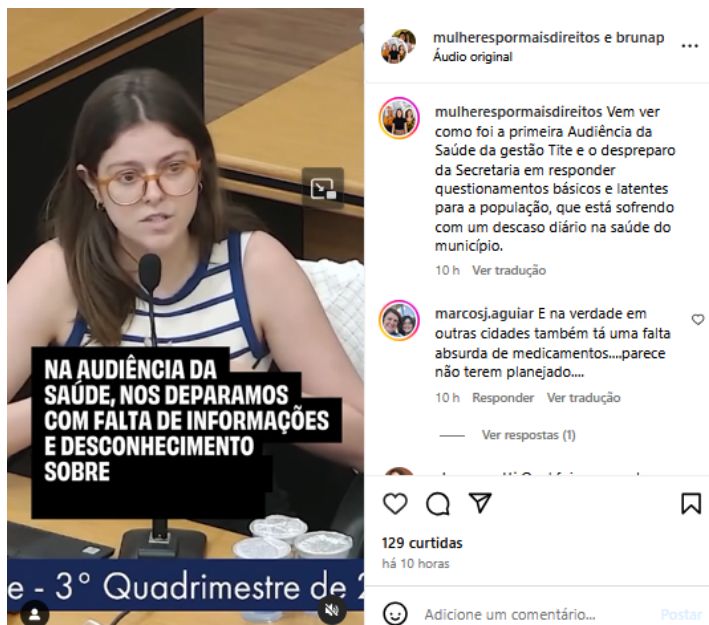 NA AUDIÊNCIA DA
SAÚDE, NOS DEPARAMOS
COM FALTA DE INFORMAÇÕES
E DESCONHECIMENTO
SOBRE
e - 3° Quadrimestre de
mulherespormaisdireitos e brunap
Áudio original
mulherespormaisdireitos Vem ver
como foi a primeira Audiência da
Saúde da gestão Tite e o despreparo
da Secretaria em responder
questionamentos básicos e latentes
para a população, que está sofrendo
com um descaso diário na saúde do
município.
10 h Ver tradução
marcosj.aguiar E na verdade em
outras cidades também tá uma falta
absurda de medicamentos....parece
não terem planejado....
10 h Responder Ver tradução
Ver respostas (1)
129 curtidas
há 10 horas
Adicione um comentário...
Postar